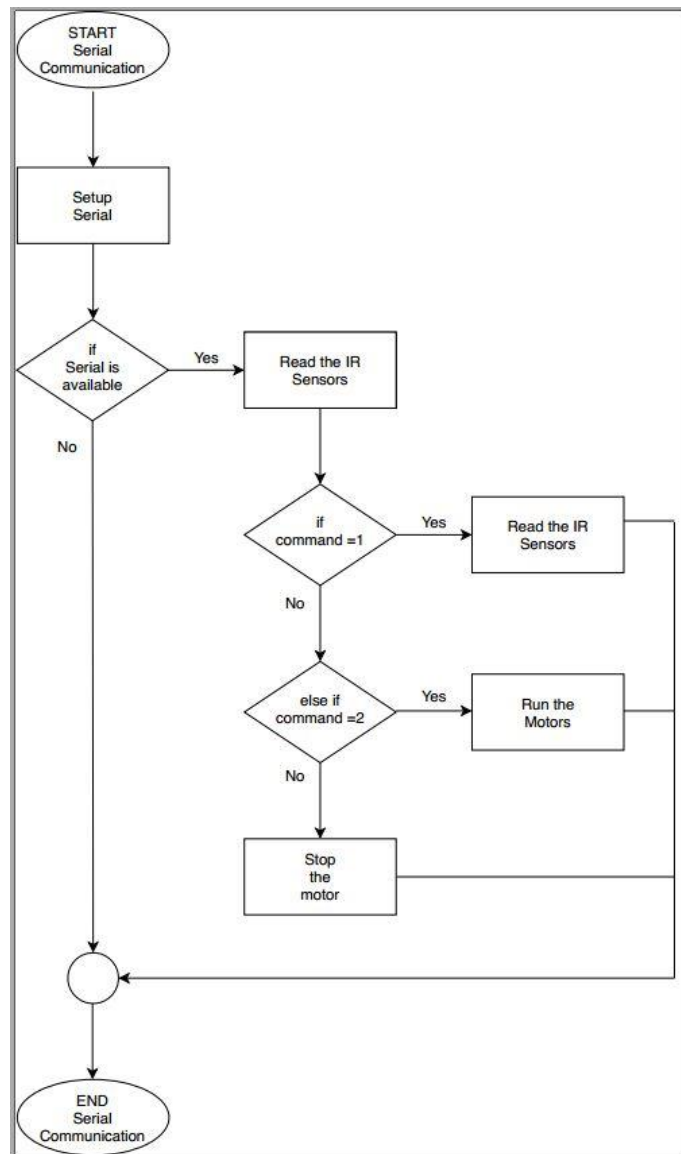 START
Serial
Communication
Setup
Serial
if
Serial is
available
Yes
Read the IR
Sensors
No
if
command =1
Yes
Read the IR
Sensors
No
else if
command =2
Yes
Run the
Motors
No
Stop
the
motor
END
Serial
Communication